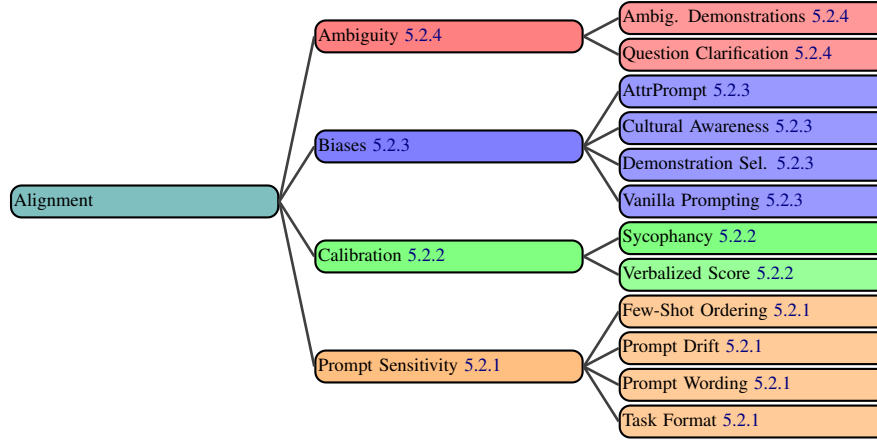 Alignment
Ambiguity 5.2.4
Ambig. Demonstrations 5.2.4
Question Clarification 5.2.4
Biases 5.2.3
AttrPrompt 5.2.3
Cultural Awareness 5.2.3
Demonstration Sel. 5.2.3
Vanilla Prompting 5.2.3
Calibration 5.2.2
Sycophancy 5.2.2
Verbalized Score 5.2.2
Prompt Sensitivity 5.2.1
Few-Shot Ordering 5.2.1
Prompt Drift 5.2.1
Prompt Wording 5.2.1
Task Format 5.2.1